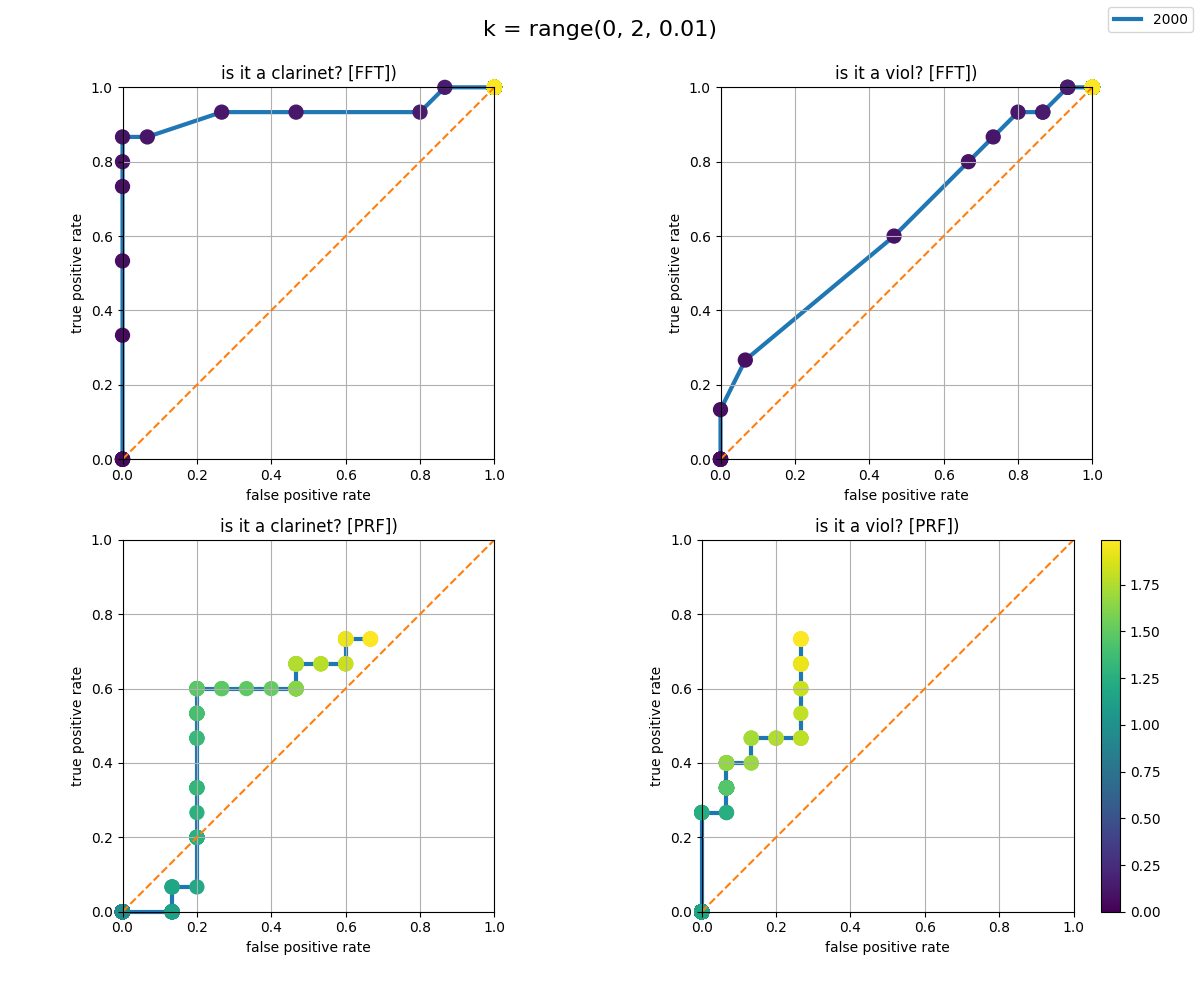 k = range(0, 2, 0.01)
2000
is it a clarinet? [FFT])
1.0
0.8
0.6
0.4
0.2
0.0
true positive rate
0.0 0.2 0.4 0.6 0.8 1.0
false positive rate
is it a viol? [FFT])
1.0
0.8
0.6
0.4
0.2
0.0
true positive rate
0.0 0.2 0.4 0.6 0.8 1.0
false positive rate
is it a clarinet? [PRF])
1.0
0.8
0.6
0.4
0.2
0.0
true positive rate
0.0 0.2 0.4 0.6 0.8 1.0
false positive rate
is it a viol? [PRF])
1.0
0.8
0.6
0.4
0.2
0.0
true positive rate
0.0 0.2 0.4 0.6 0.8 1.0
false positive rate
1.75
1.50
1.25
1.00
0.75
0.50
0.25
0.00